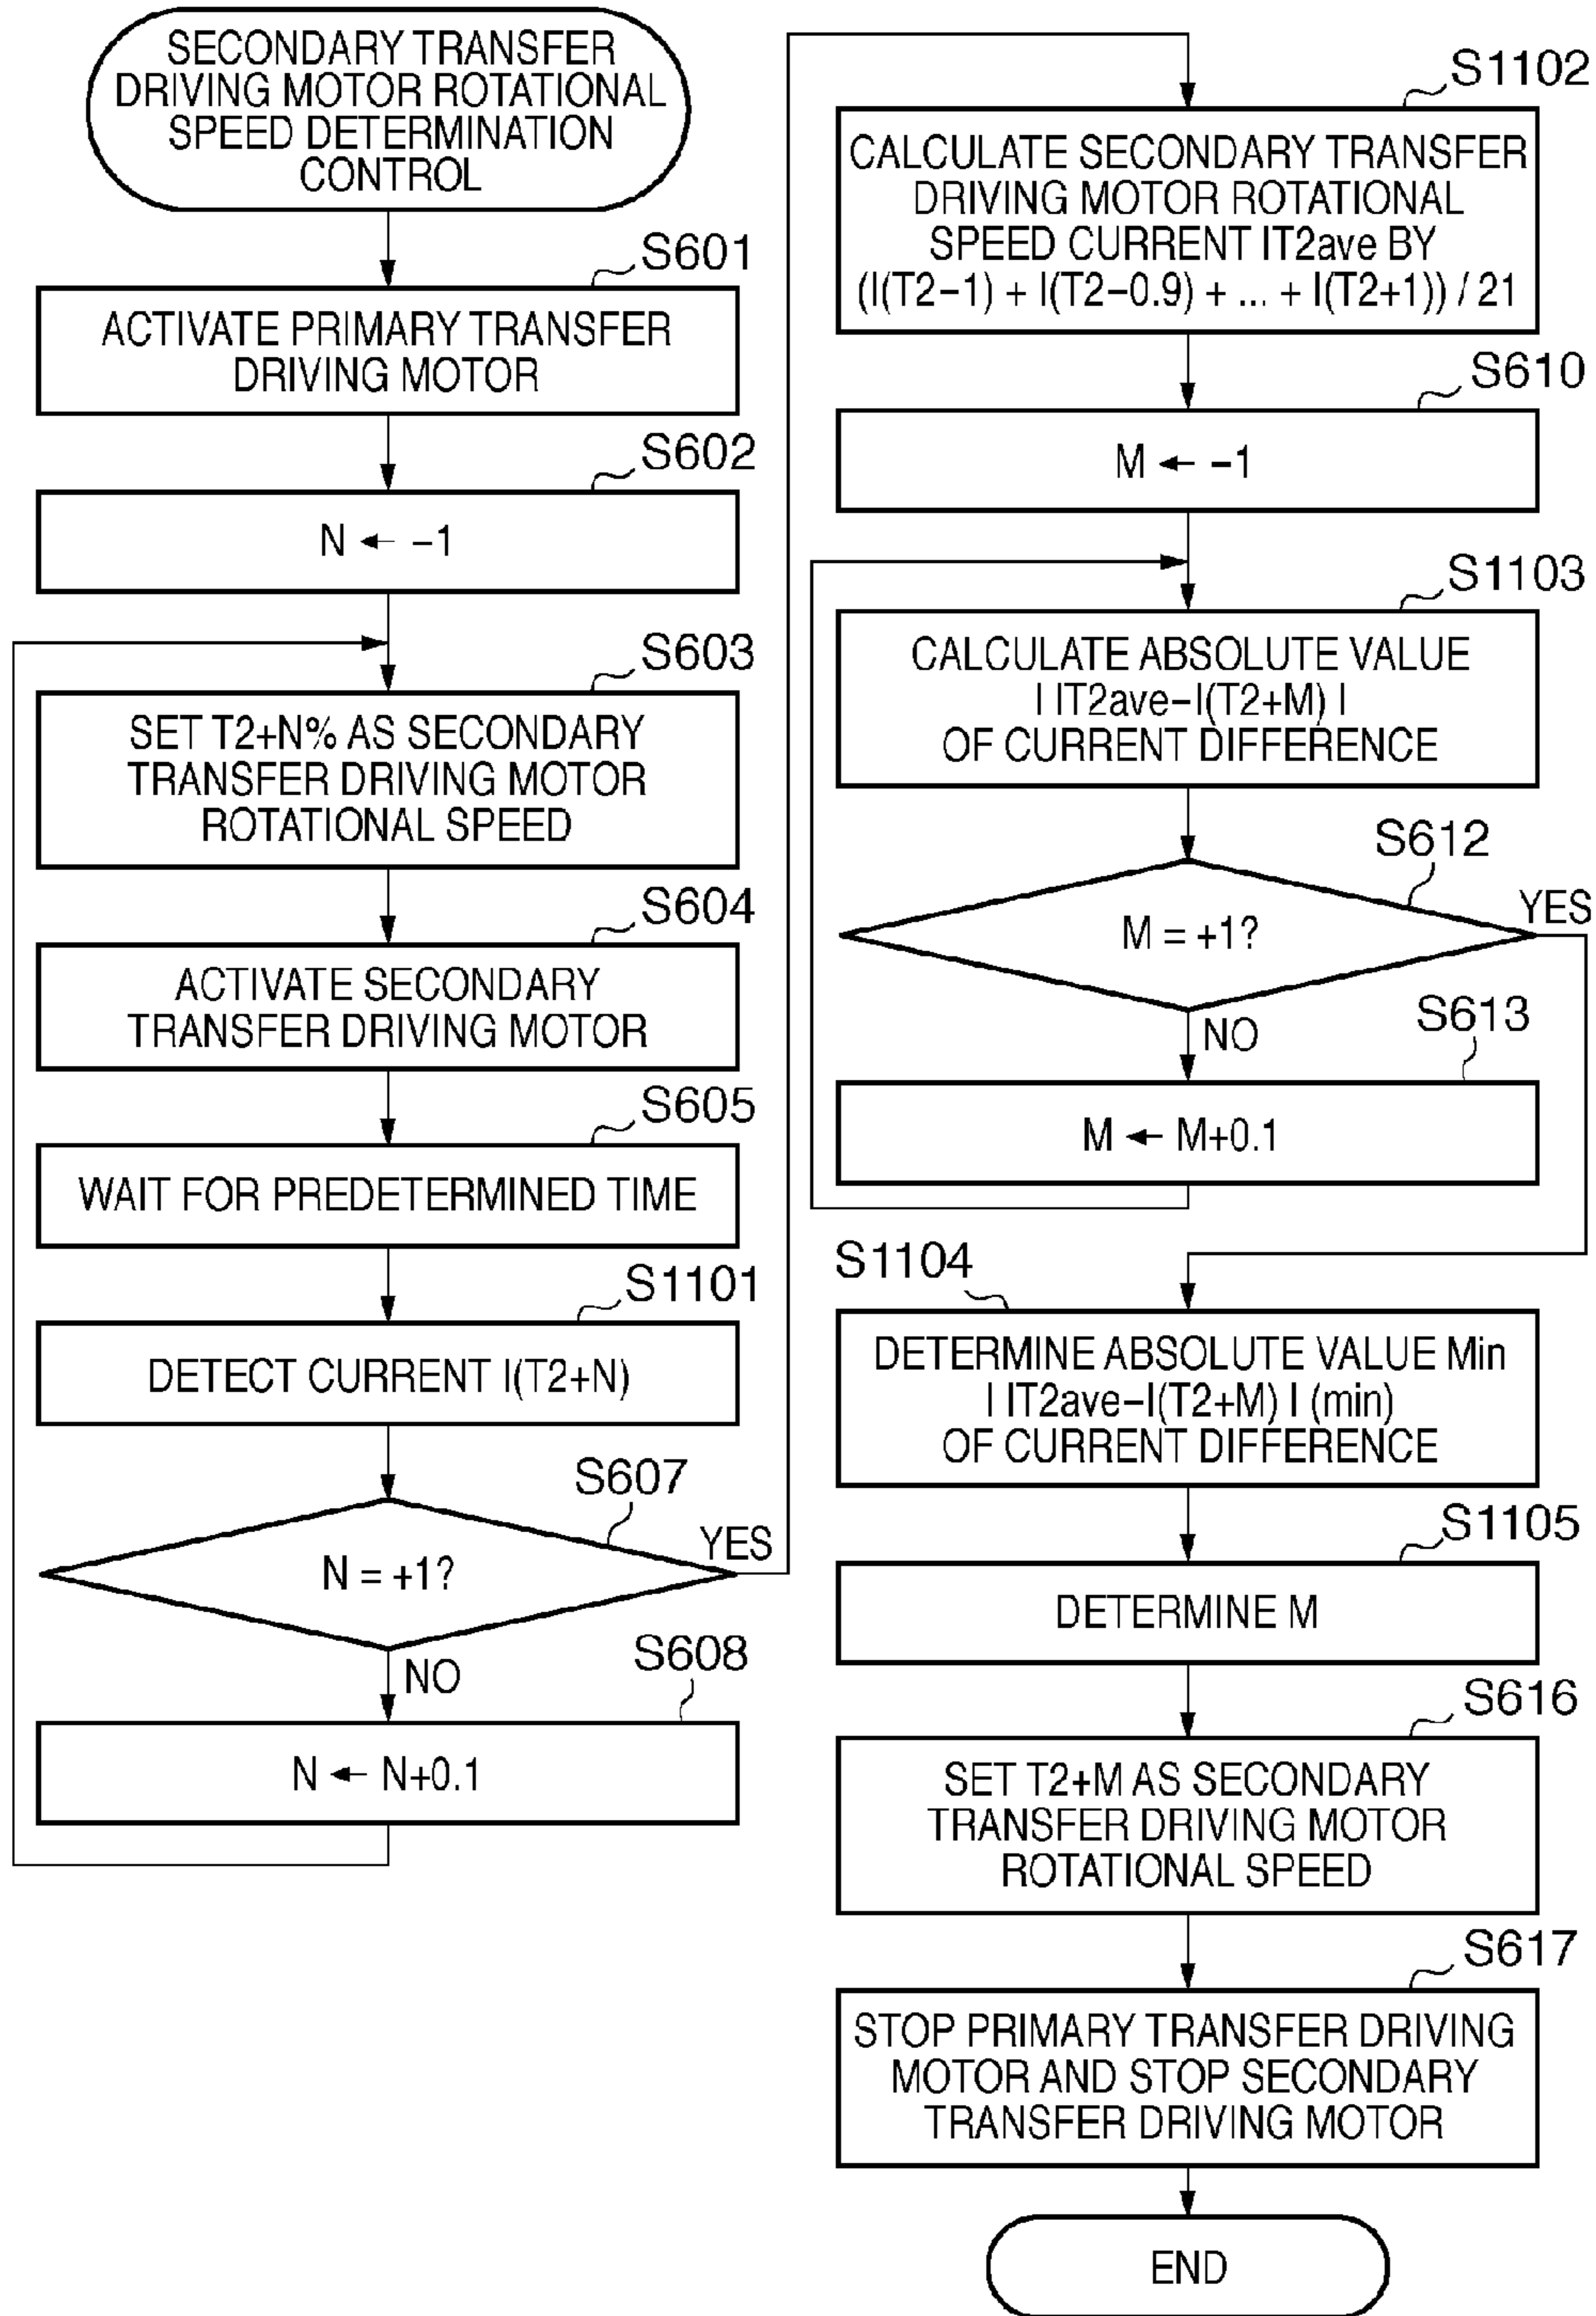 SECONDARY TRANSFER
DRIVING MOTOR ROTATIONAL
SPEED DETERMINATION
CONTROL
S601
ACTIVATE PRIMARY TRANSFER
DRIVING MOTOR
S602
N ← −1
S603
SET T2+N% AS SECONDARY
TRANSFER DRIVING MOTOR
ROTATIONAL SPEED
S604
ACTIVATE SECONDARY
TRANSFER DRIVING MOTOR
S605
WAIT FOR PREDETERMINED TIME
S1101
DETECT CURRENT I(T2+N)
S607
N = +1?
YES
NO
S608
N ← N+0.1
S1102
CALCULATE SECONDARY TRANSFER
DRIVING MOTOR ROTATIONAL
SPEED CURRENT IT2ave BY
(I(T2−1) + I(T2−0.9) + ... + I(T2+1)) / 21
S610
M ← −1
S1103
CALCULATE ABSOLUTE VALUE
| IT2ave−I(T2+M) |
OF CURRENT DIFFERENCE
S612
M = +1?
YES
NO
S613
M ← M+0.1
S1104
DETERMINE ABSOLUTE VALUE Min
| IT2ave−I(T2+M) | (min)
OF CURRENT DIFFERENCE
S1105
DETERMINE M
S616
SET T2+M AS SECONDARY
TRANSFER DRIVING MOTOR
ROTATIONAL SPEED
S617
STOP PRIMARY TRANSFER DRIVING
MOTOR AND STOP SECONDARY
TRANSFER DRIVING MOTOR
END